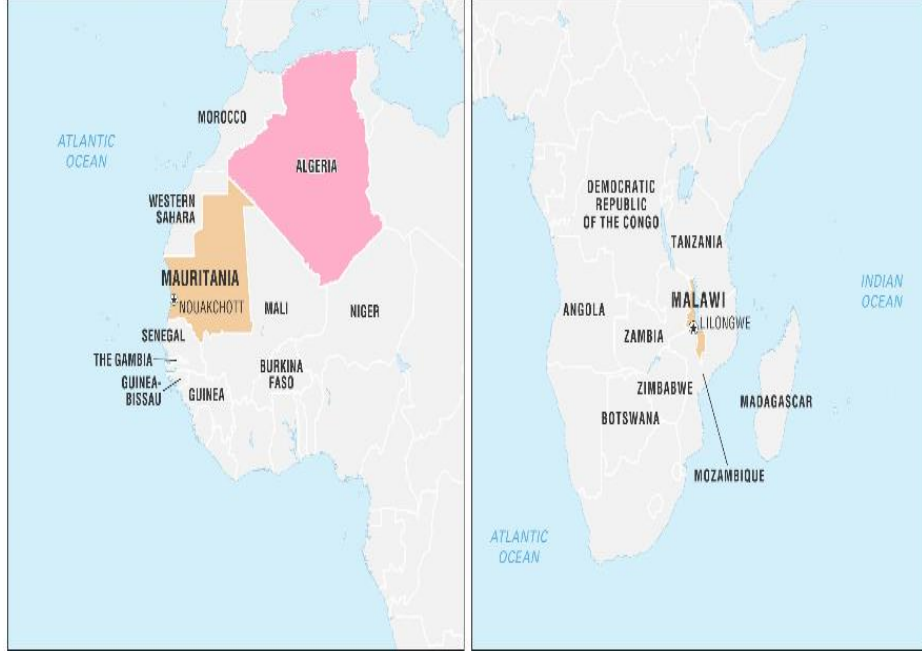 MOROCCO
ATLANTIC
OCEAN
ALGERIA
WESTERN
SAHARA
MAURITANIA
NOUAKCHOTT
MALI
NIGER
SENEGAL
THE GAMBIA
GUINEA-
BISSAU
GUINEA
BURKINA
FASO
DEMOCRATIC
REPUBLIC
OF THE CONGO
TANZANIA
INDIAN
OCEAN
ANGOLA
MALAWI
LILONGWE
ZAMBIA
ZIMBABWE
BOTSWANA
MADAGASCAR
MOZAMBIQUE
ATLANTIC
OCEAN